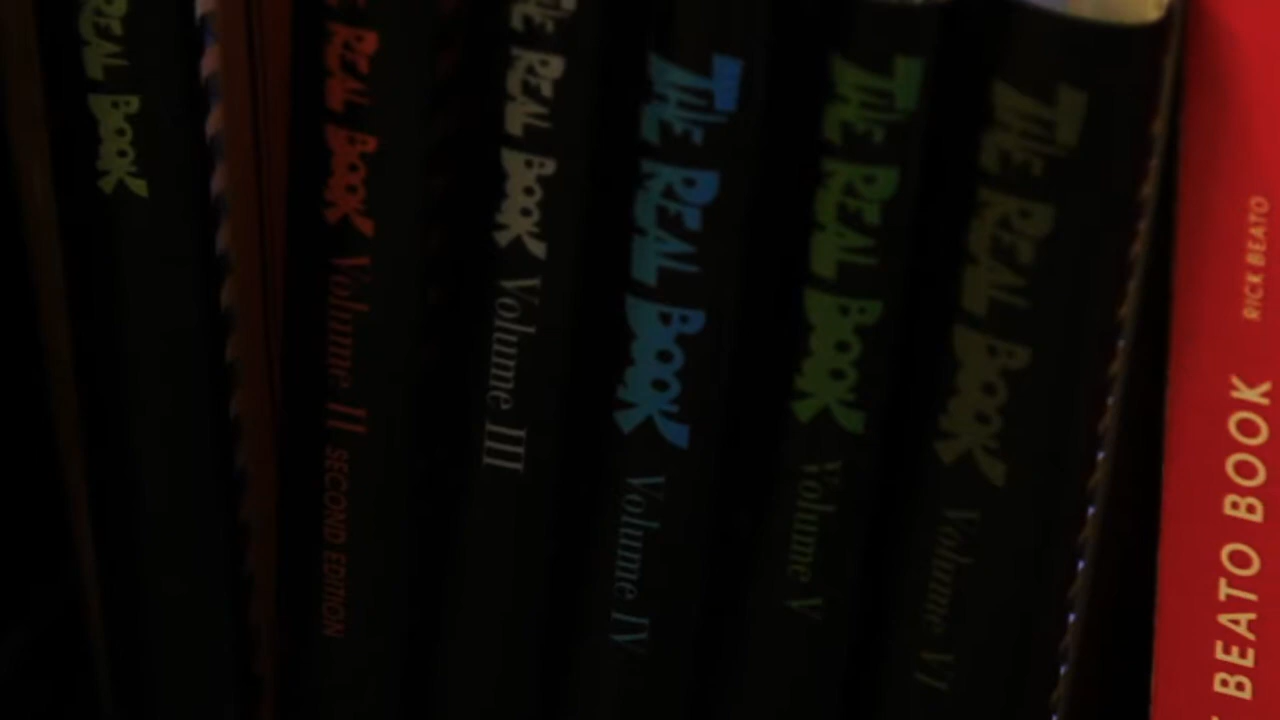 REAL BOOK
REAL BOOK Volume II SECOND EDITION
THE REAL BOOK Volume III
THE REAL BOOK Volume IV
THE REAL BOOK Volume V
THE REAL BOOK Volume VI
BEATO BOOK RICK BEATO